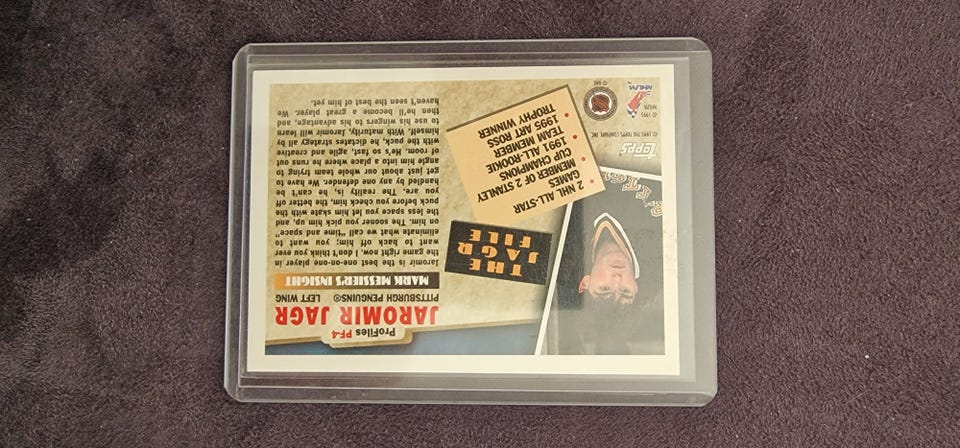 ProFiles PF-4
JAROMIR JAGR
PITTSBURGH PENGUINS® LEFT WING
MARK MESSIER'S INSIGHT
Jaromir is the best one-on-one player in
the game right now. I don't think you ever
want to back off him; you want to
eliminate what we call "time and space"
on him. The sooner you pick him up, and
the less space you let him skate with the
puck before you check him, the better off
you are. The reality is, he can't be
handled by any one defender. We have to
get just about our whole team trying to
angle him into a place where he runs out
of room. He's so fast, agile and creative
with the puck, he dictates strategy all by
himself. With maturity, Jaromir will learn
to use his wingers to his advantage, and
then he'll become a great player. We
haven't seen the best of him yet.
THE
JAGR
FILE
2 NHL ALL-STAR
GAMES
• MEMBER OF 2 STANLEY
CUP CHAMPIONS
• 1991 ALL-ROOKIE
TEAM MEMBER
• 1995 ART ROSS
TROPHY WINNER
Topps
© 1995 THE TOPPS COMPANY, INC.
© 1995
NHLPA
NHLPA
© NHL